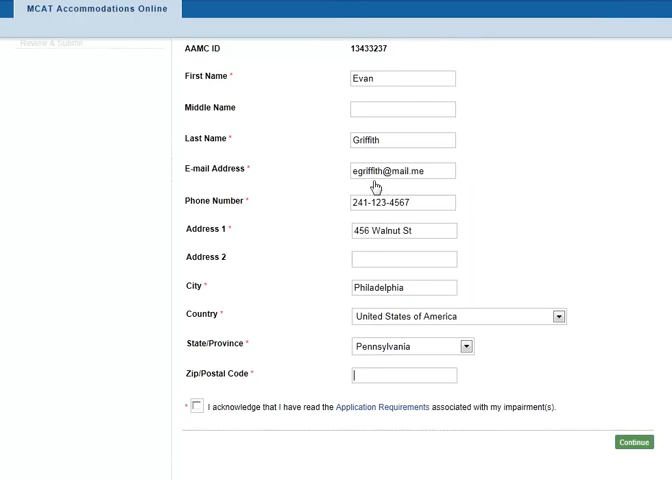 MCAT Accommodations Online
Review & Submit
AAMC ID 13433237
First Name * Evan
Middle Name
Last Name * Griffith
E-mail Address * egriffith@mail.me
Phone Number * 241-123-4567
Address 1 * 456 Walnut St
Address 2
City * Philadelphia
Country * United States of America
State/Province * Pennsylvania
Zip/Postal Code *
* I acknowledge that I have read the Application Requirements associated with my impairment(s).
Continue